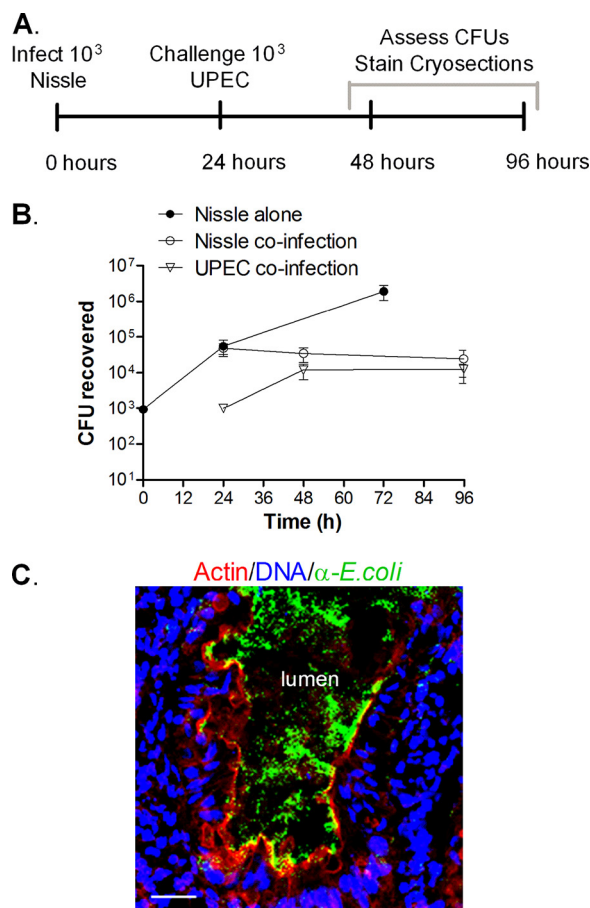 A.
Infect 10³
Nissle
Challenge 10³
UPEC
Assess CFUs
Stain Cryosections
0 hours
24 hours
48 hours
96 hours
B.
Nissle alone
Nissle co-infection
UPEC co-infection
CFU recovered
10⁷
10⁶
10⁵
10⁴
10³
10²
10¹
0 12 24 36 48 60 72 84 96
Time (h)
C.
Actin/DNA/α-E.coli
lumen